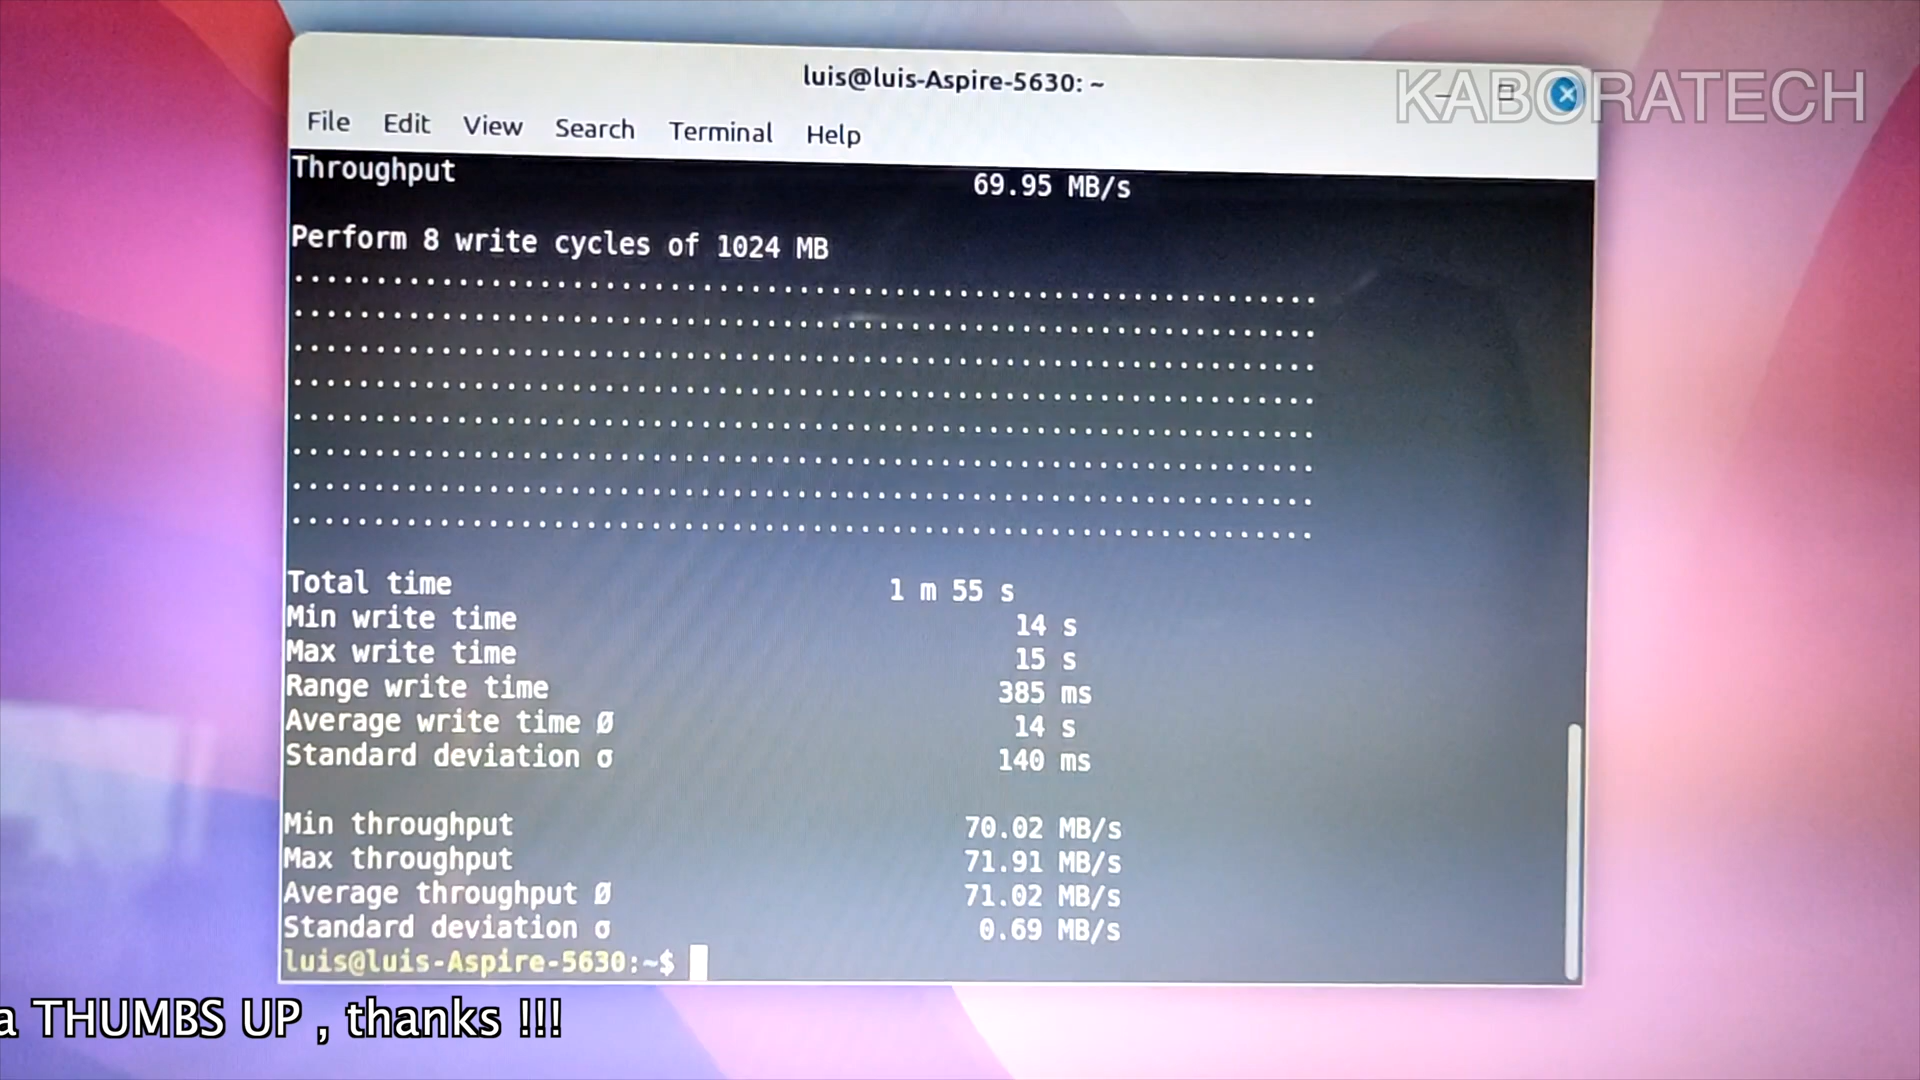 KABORATECH
luis@luis-Aspire-5630: ~
File Edit View Search Terminal Help
Throughput 69.95 MB/s
Perform 8 write cycles of 1024 MB
Total time 1 m 55 s
Min write time 14 s
Max write time 15 s
Range write time 385 ms
Average write time Ø 14 s
Standard deviation σ 140 ms
Min throughput 70.02 MB/s
Max throughput 71.91 MB/s
Average throughput Ø 71.02 MB/s
Standard deviation σ 0.69 MB/s
luis@luis-Aspire-5630:~$
a THUMBS UP , thanks !!!